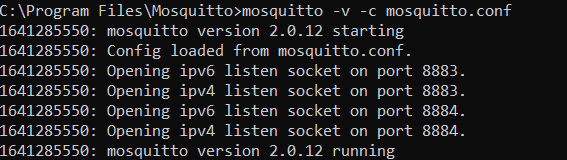 C:\Program Files\Mosquitto>mosquitto -v -c mosquitto.conf
1641285550: mosquitto version 2.0.12 starting
1641285550: Config loaded from mosquitto.conf.
1641285550: Opening ipv6 listen socket on port 8883.
1641285550: Opening ipv4 listen socket on port 8883.
1641285550: Opening ipv6 listen socket on port 8884.
1641285550: Opening ipv4 listen socket on port 8884.
1641285550: mosquitto version 2.0.12 running